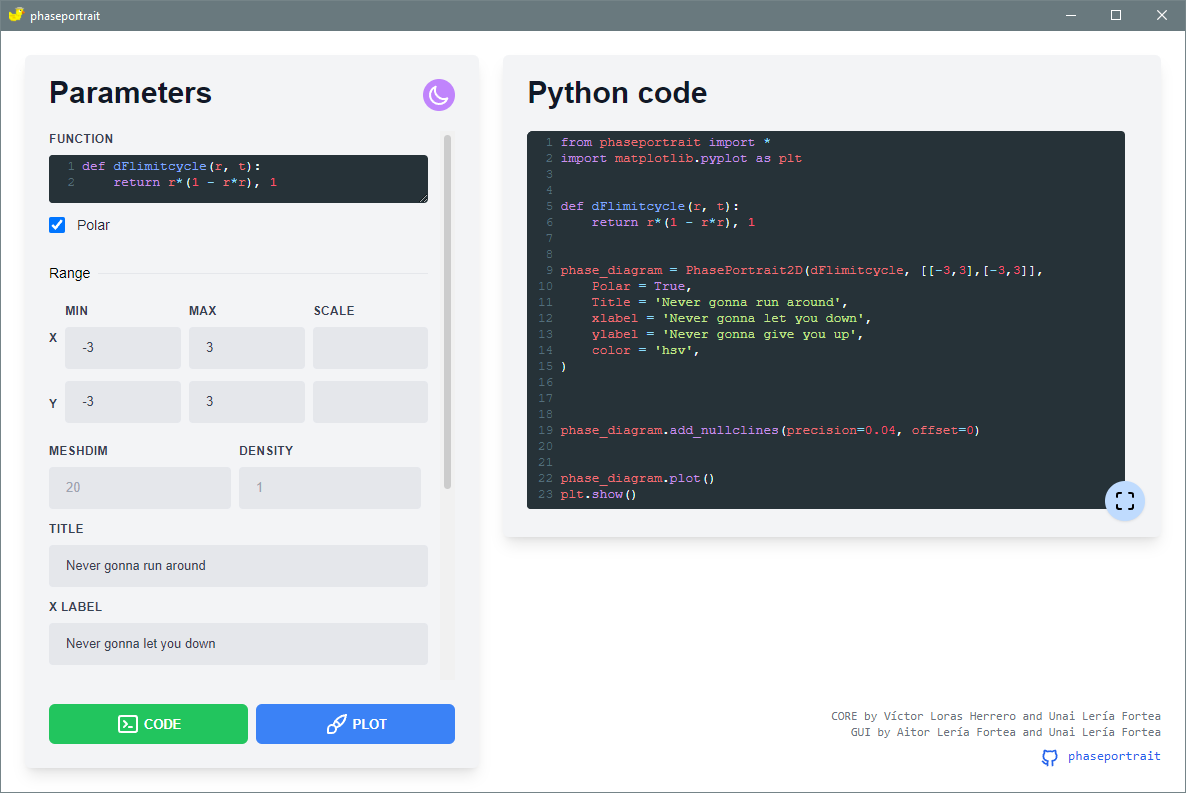 phaseportrait
Parameters
FUNCTION
1 def dFlimitcycle(r, t):
2     return r*(1 - r*r), 1
Polar
Range
MIN MAX SCALE
X -3 3
Y -3 3
MESHDIM DENSITY
20 1
TITLE
Never gonna run around
X LABEL
Never gonna let you down
CODE PLOT
Python code
1 from phaseportrait import *
2 import matplotlib.pyplot as plt
3
4
5 def dFlimitcycle(r, t):
6     return r*(1 - r*r), 1
7
8
9 phase_diagram = PhasePortrait2D(dFlimitcycle, [[-3,3],[-3,3]],
10     Polar = True,
11     Title = 'Never gonna run around',
12     xlabel = 'Never gonna let you down',
13     ylabel = 'Never gonna give you up',
14     color = 'hsv',
15 )
16
17
18
19 phase_diagram.add_nullclines(precision=0.04, offset=0)
20
21
22 phase_diagram.plot()
23 plt.show()
CORE by Víctor Loras Herrero and Unai Lería Fortea
GUI by Aitor Lería Fortea and Unai Lería Fortea
phaseportrait